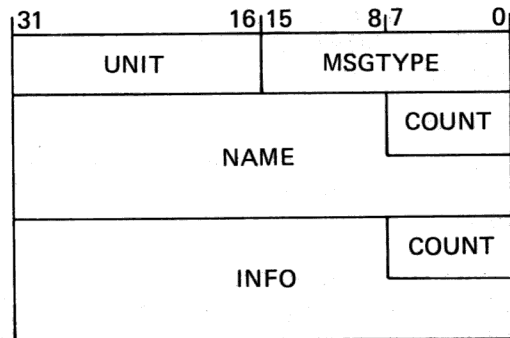 31 16 15 8 7 0
UNIT MSGTYPE
COUNT
NAME
COUNT
INFO